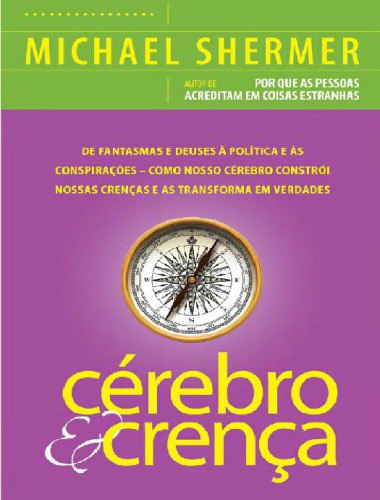 MICHAEL SHERMER
AUTOR DE POR QUE AS PESSOAS
ACREDITAM EM COISAS ESTRANHAS
DE FANTASMAS E DEUSES À POLÍTICA E ÀS
CONSPIRAÇÕES – COMO NOSSO CÉREBRO CONSTRÓI
NOSSAS CRENÇAS E AS TRANSFORMA EM VERDADES
cérebro
& crença